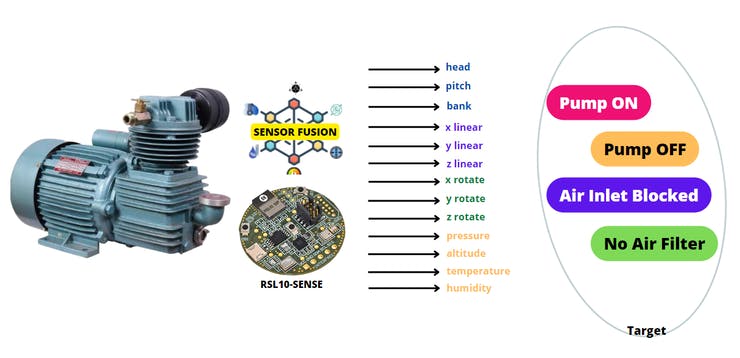 SENSOR FUSION
RSL10-SENSE
head
pitch
bank
x linear
y linear
z linear
x rotate
y rotate
z rotate
pressure
altitude
temperature
humidity
Pump ON
Pump OFF
Air Inlet Blocked
No Air Filter
Target